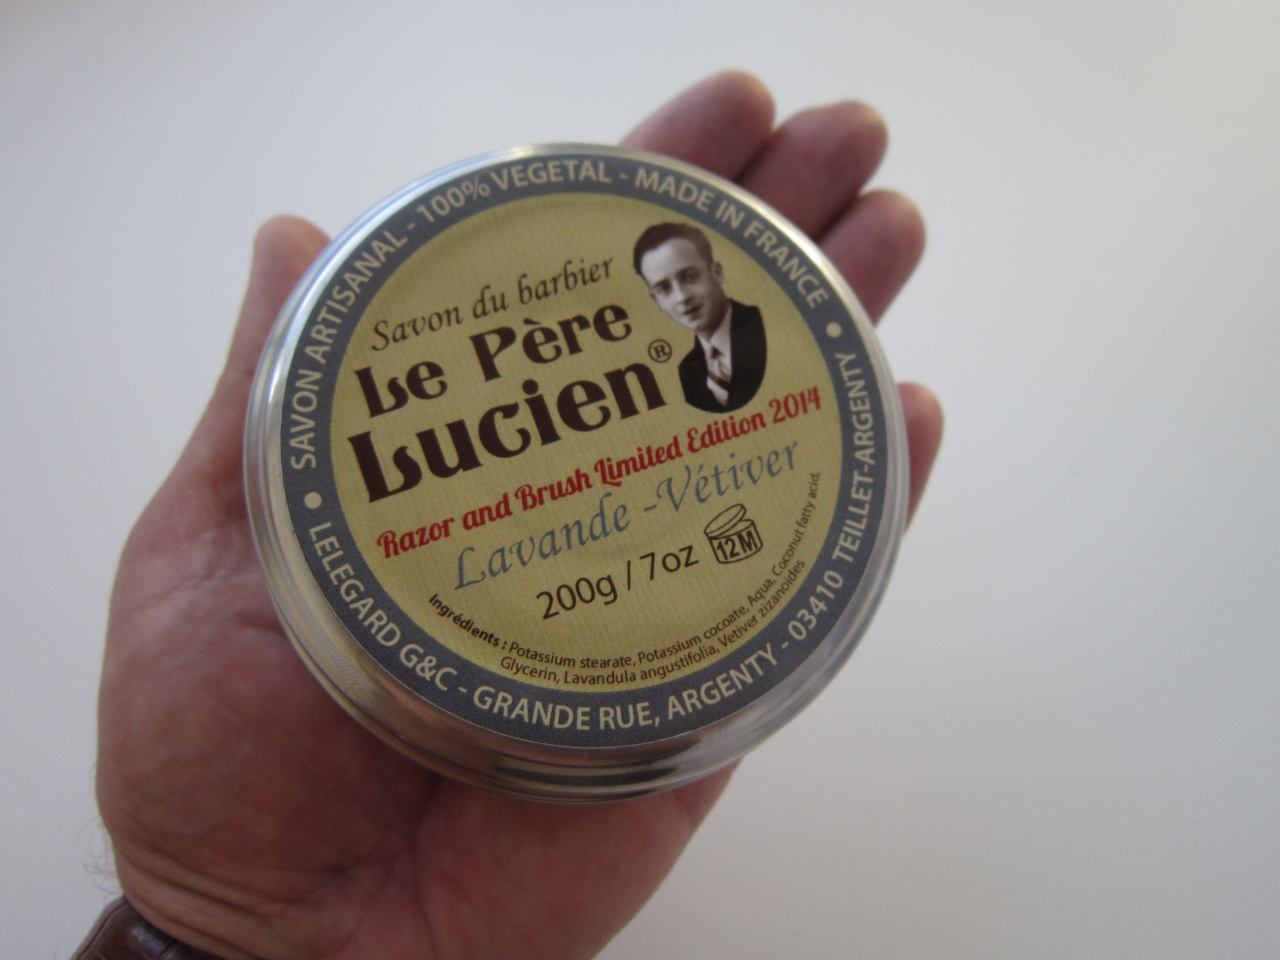 SAVON ARTISANAL - 100% VEGETAL - MADE IN FRANCE
Savon du barbier
Le Père
Lucien®
Razor and Brush Limited Edition 2014
Lavande - Vétiver
200g / 7oz
12M
Ingrédients : Potassium stearate, Potassium cocoate, Aqua, Coconut fatty acid,
Glycerin, Lavandula angustifolia, Vetiver zizanoides
LELEGARD G&C - GRANDE RUE, ARGENTY - 03410 TEILLET-ARGENTY